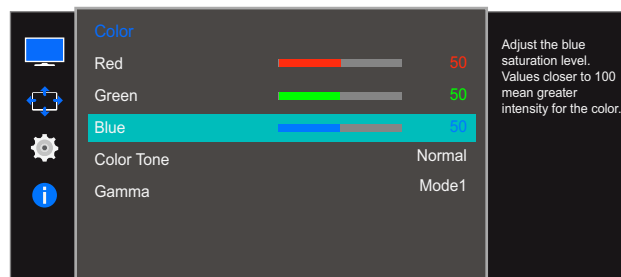 Color
Red 50
Green 50
Blue 50
Color Tone Normal
Gamma Mode1
Adjust the blue
saturation level.
Values closer to 100
mean greater
intensity for the color.